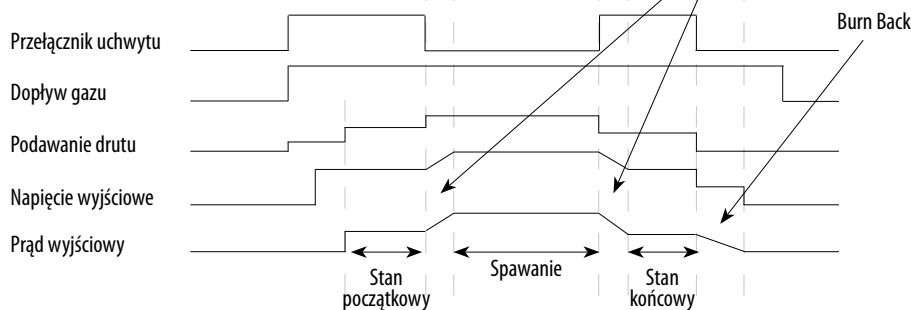 Burn Back
Przełącznik uchwytu
Dopływ gazu
Podawanie drutu
Napięcie wyjściowe
Prąd wyjściowy
Stan
początkowy
Spawanie
Stan
końcowy